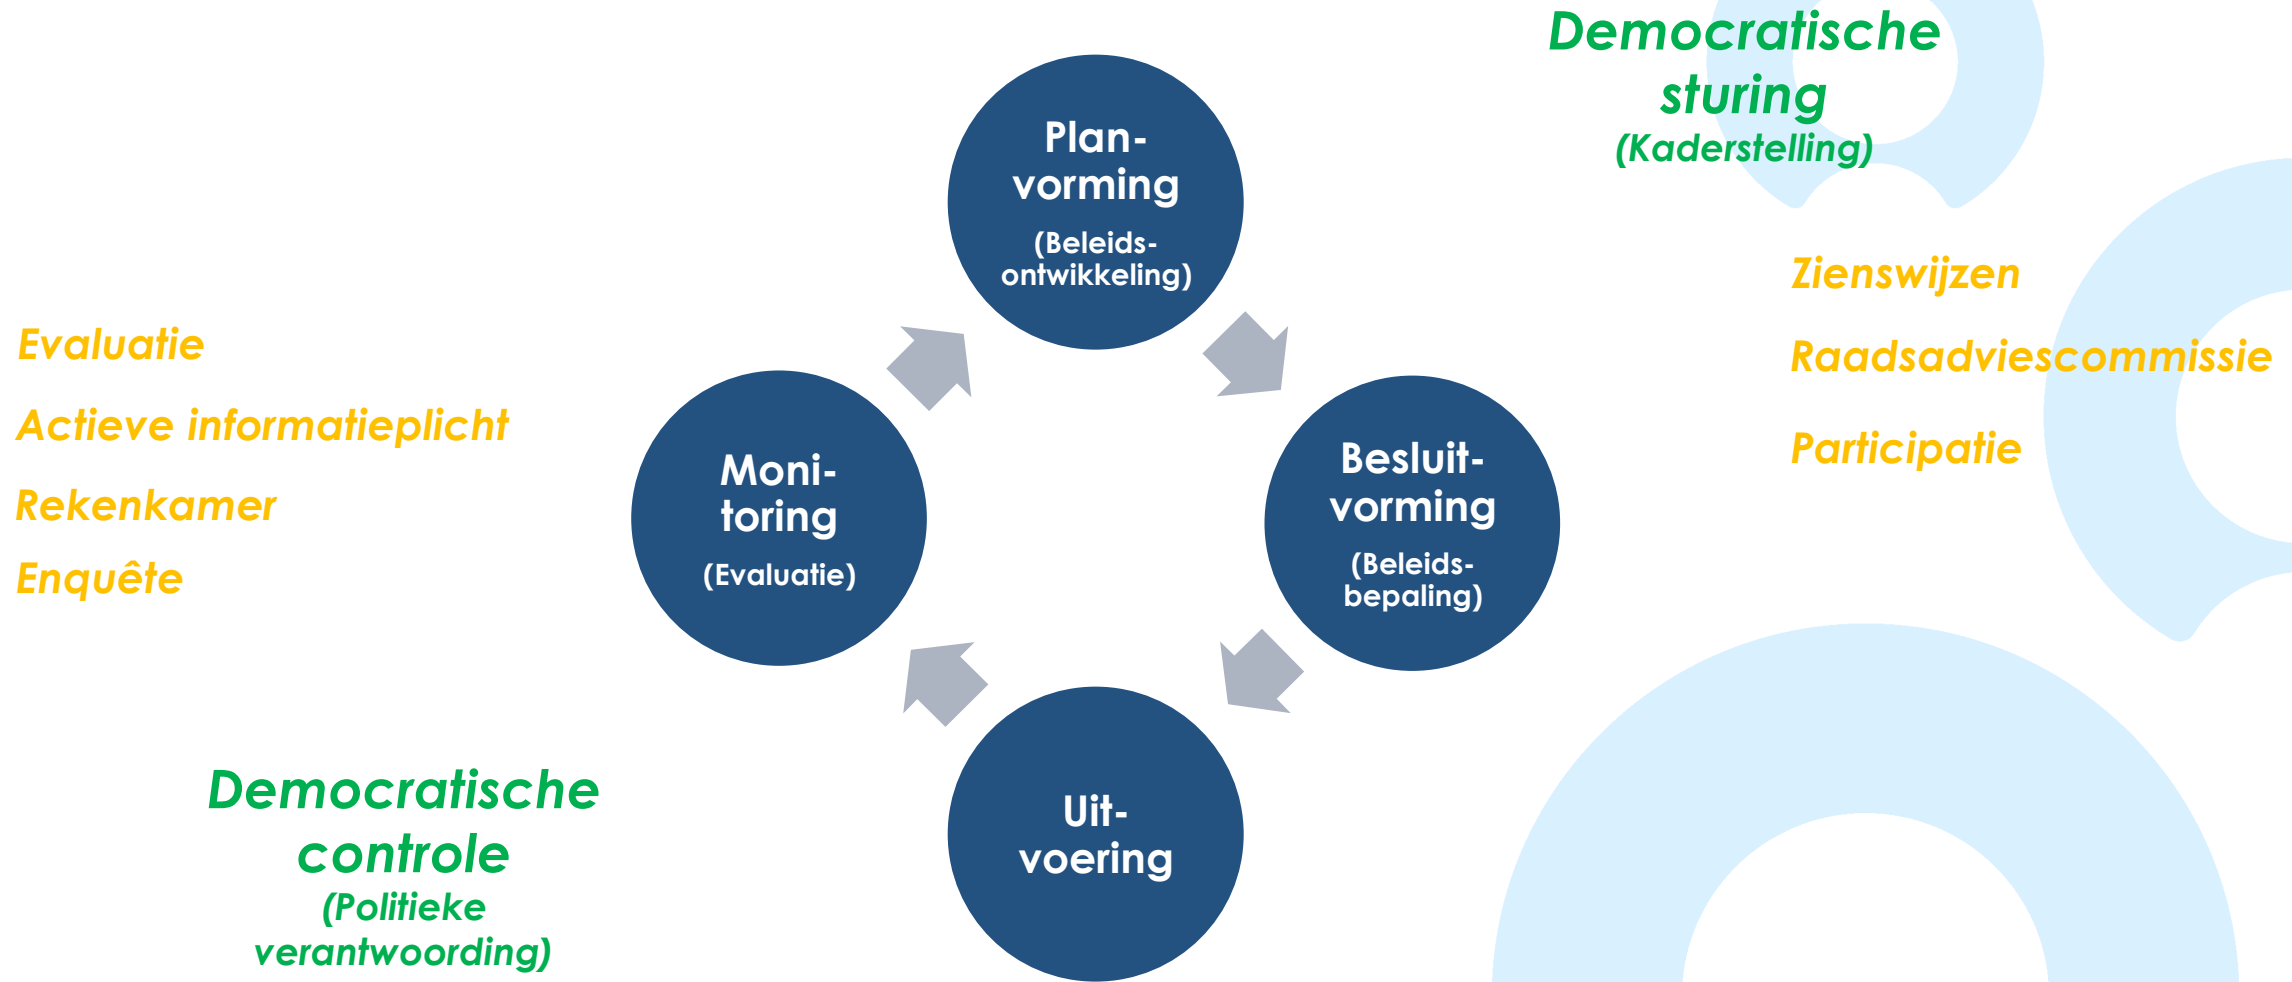 Democratische
sturing
(Kaderstelling)
Plan-
vorming
(Beleids-
ontwikkeling)
Zienswijzen
Raadsadviescommissie
Participatie
Evaluatie
Actieve informatieplicht
Rekenkamer
Enquête
Moni-
toring
(Evaluatie)
Besluit-
vorming
(Beleids-
bepaling)
Uit-
voering
Democratische
controle
(Politieke
verantwoording)